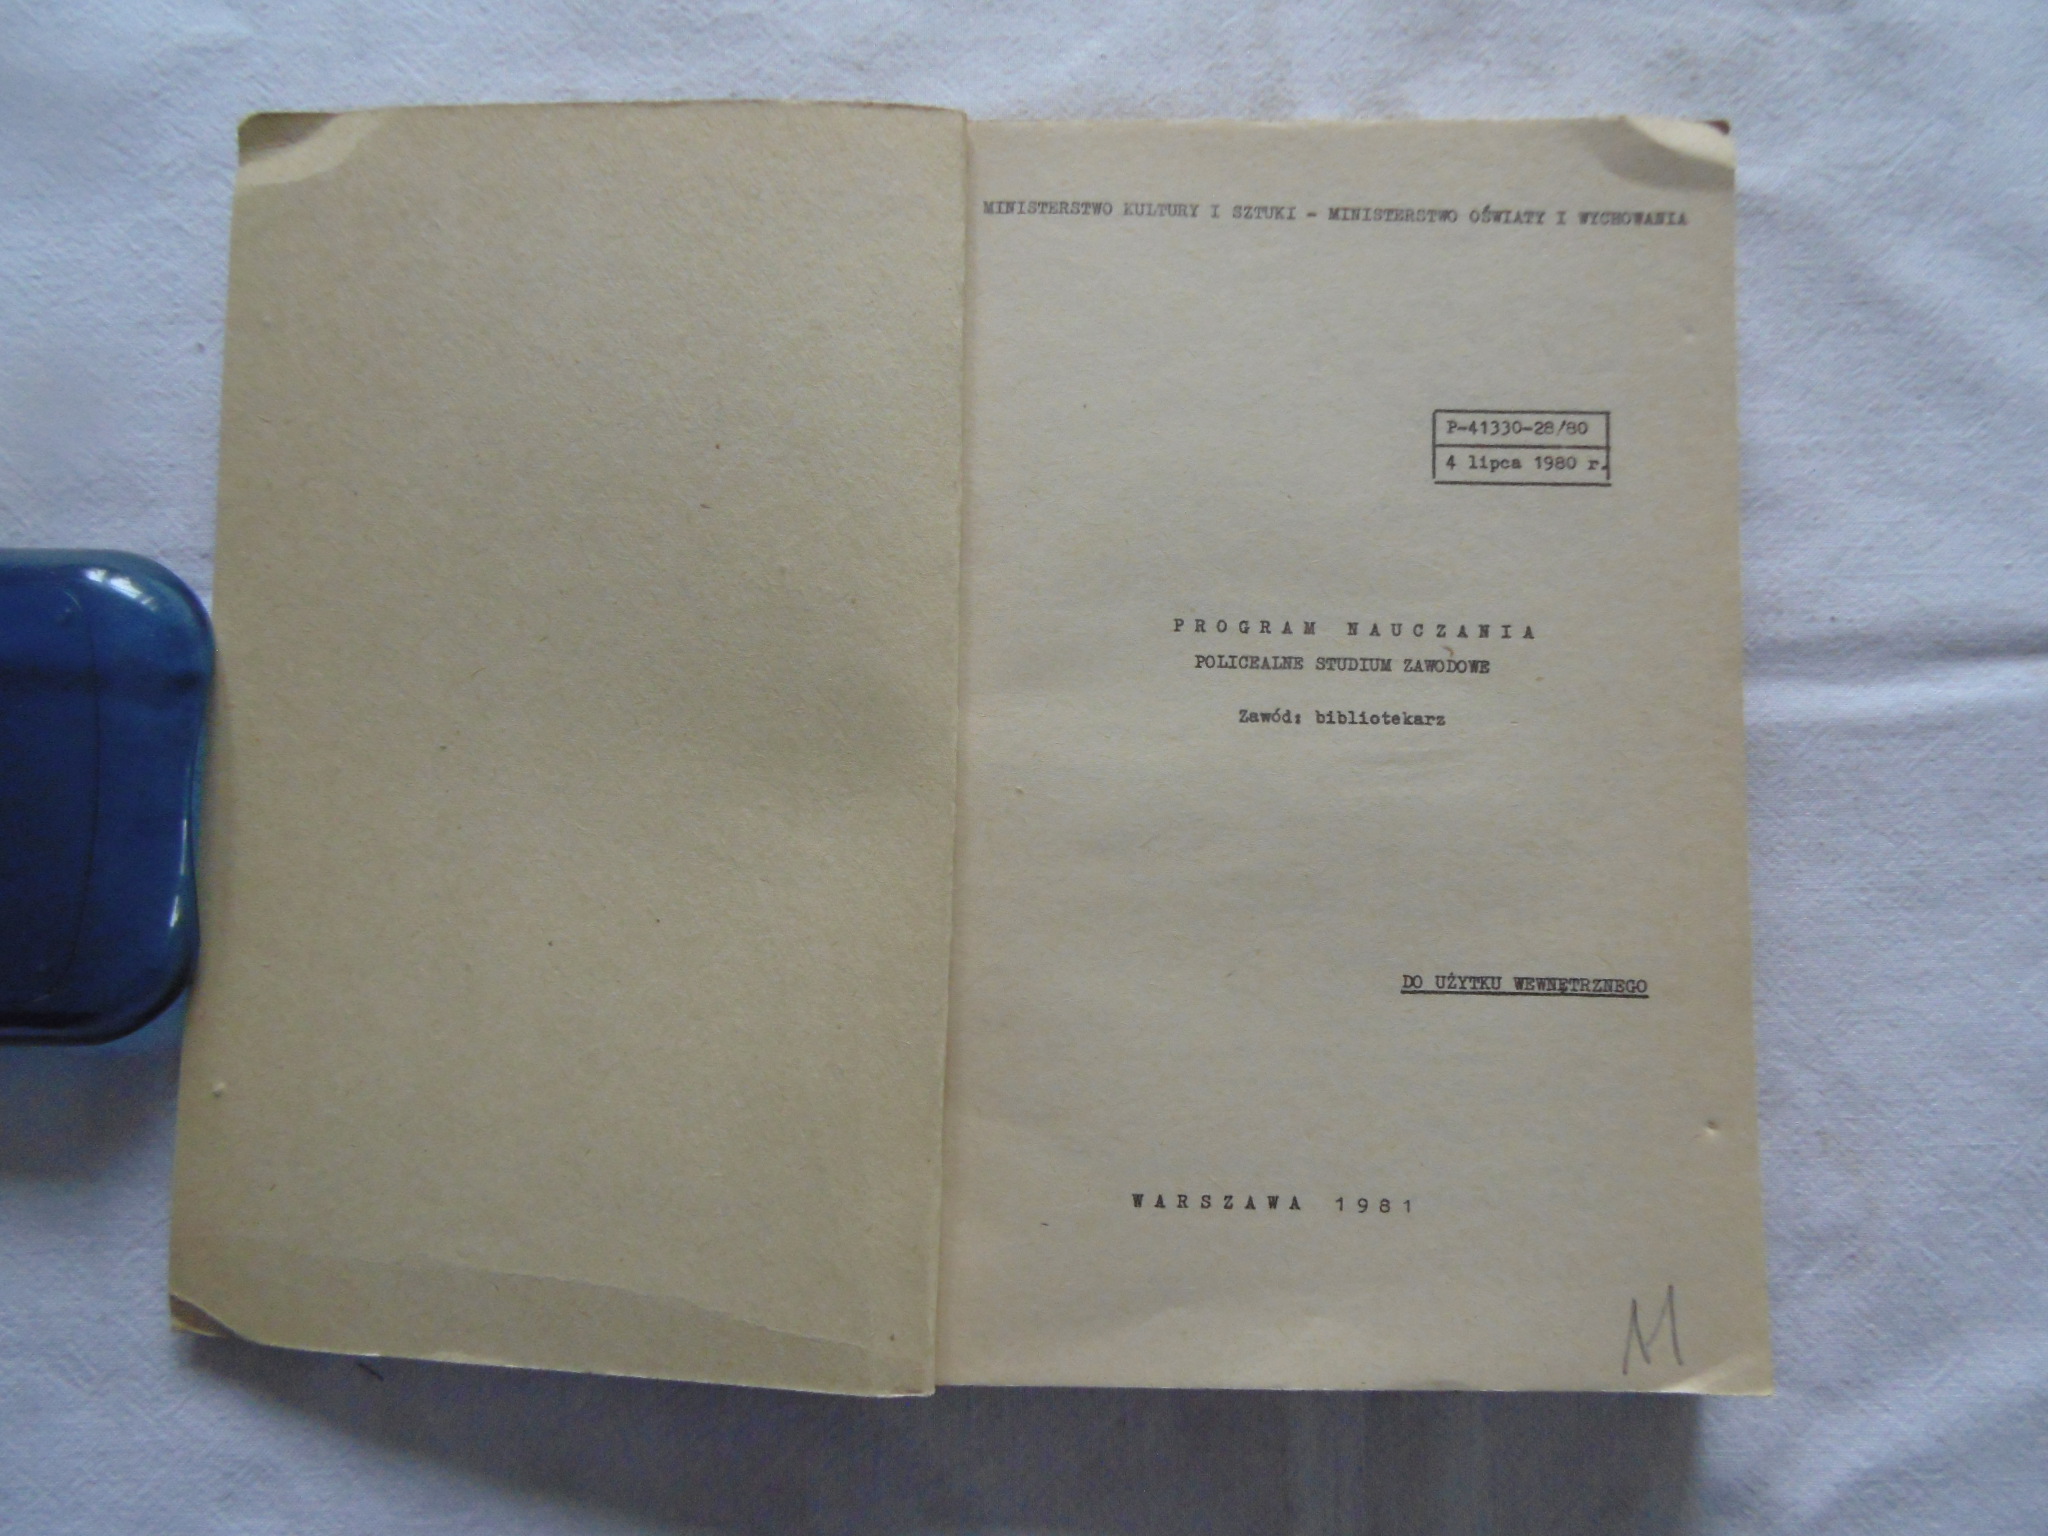 MINISTERSTWO KULTURY I SZTUKI - MINISTERSTWO OŚWIATY I WYCHOWANIA
P-41330-28/80
4 lipca 1980 r.
PROGRAM NAUCZANIA
POLICEALNE STUDIUM ZAWODOWE
Zawód: bibliotekarz
DO UŻYTKU WEWNĘTRZNEGO
WARSZAWA 1981
M